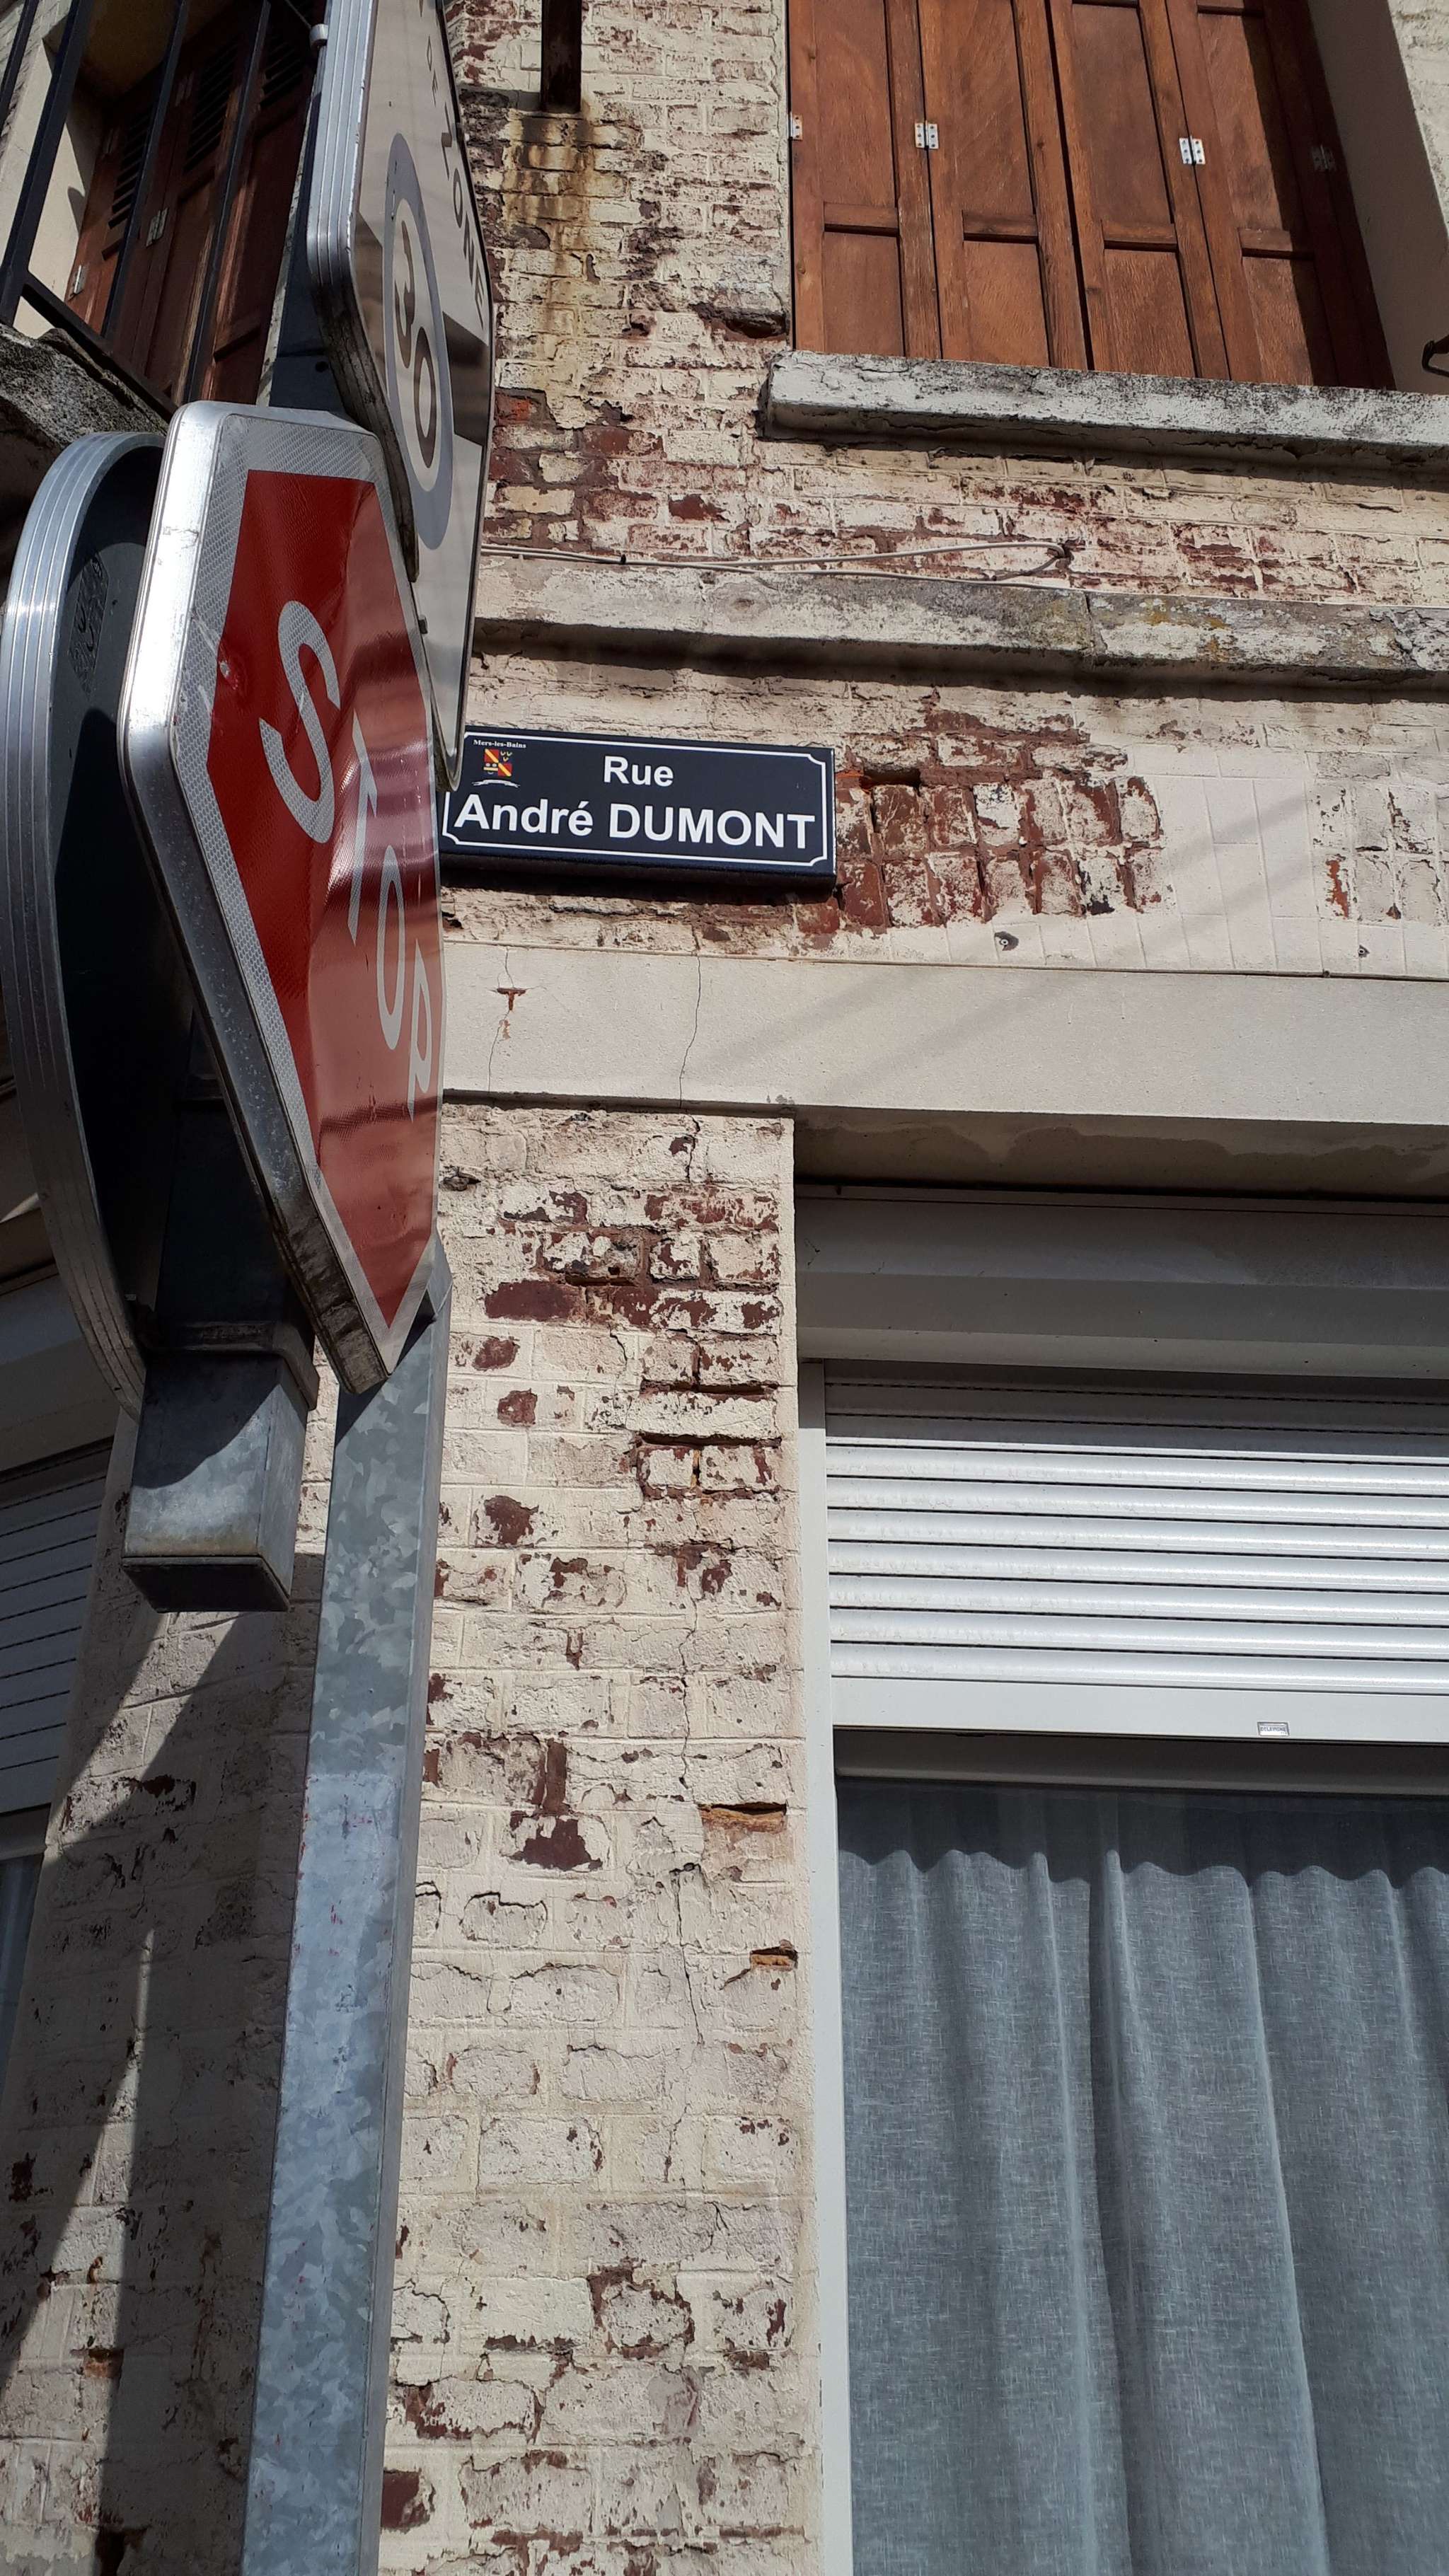 ZONE
30
STOP
Mers-les-Bains
Rue
André DUMONT